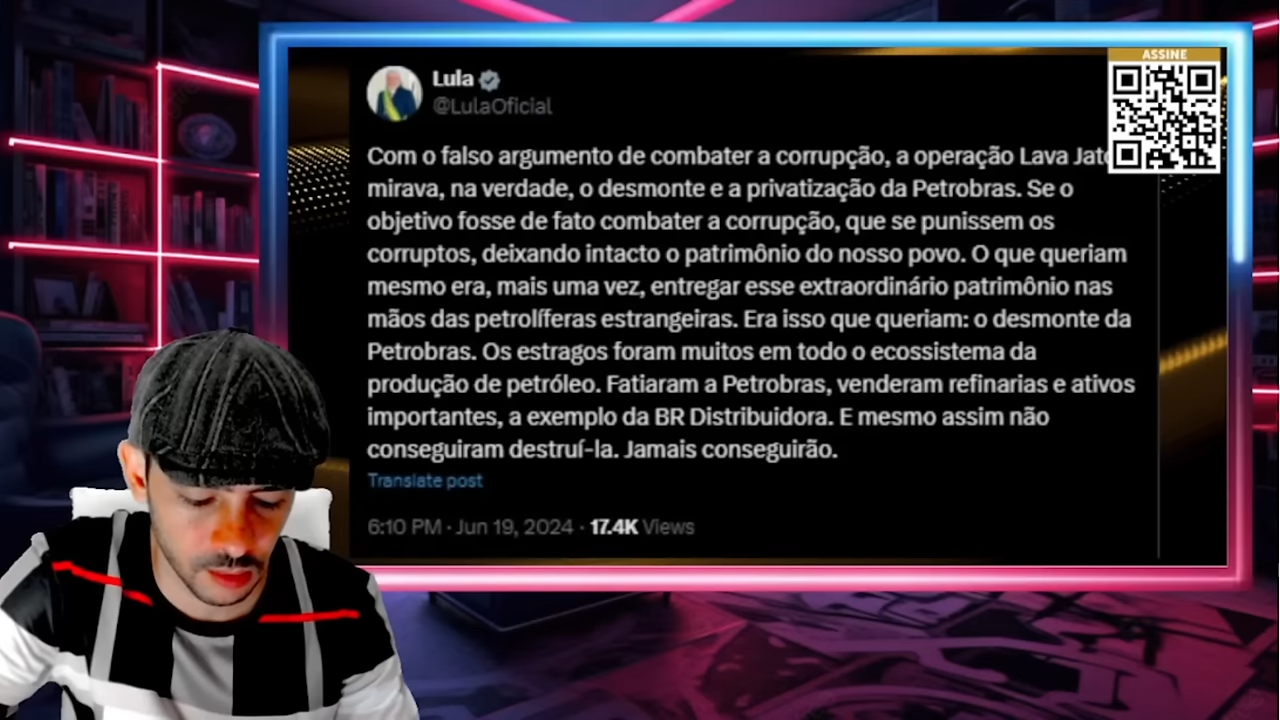 ASSINE
Lula
@LulaOficial
Com o falso argumento de combater a corrupção, a operação Lava Jato
mirava, na verdade, o desmonte e a privatização da Petrobras. Se o
objetivo fosse de fato combater a corrupção, que se punissem os
corruptos, deixando intacto o patrimônio do nosso povo. O que queriam
mesmo era, mais uma vez, entregar esse extraordinário patrimônio nas
mãos das petrolíferas estrangeiras. Era isso que queriam: o desmonte da
Petrobras. Os estragos foram muitos em todo o ecossistema da
produção de petróleo. Fatiaram a Petrobras, venderam refinarias e ativos
importantes, a exemplo da BR Distribuidora. E mesmo assim não
conseguiram destruí-la. Jamais conseguirão.
Translate post
6:10 PM · Jun 19, 2024 · 17.4K Views